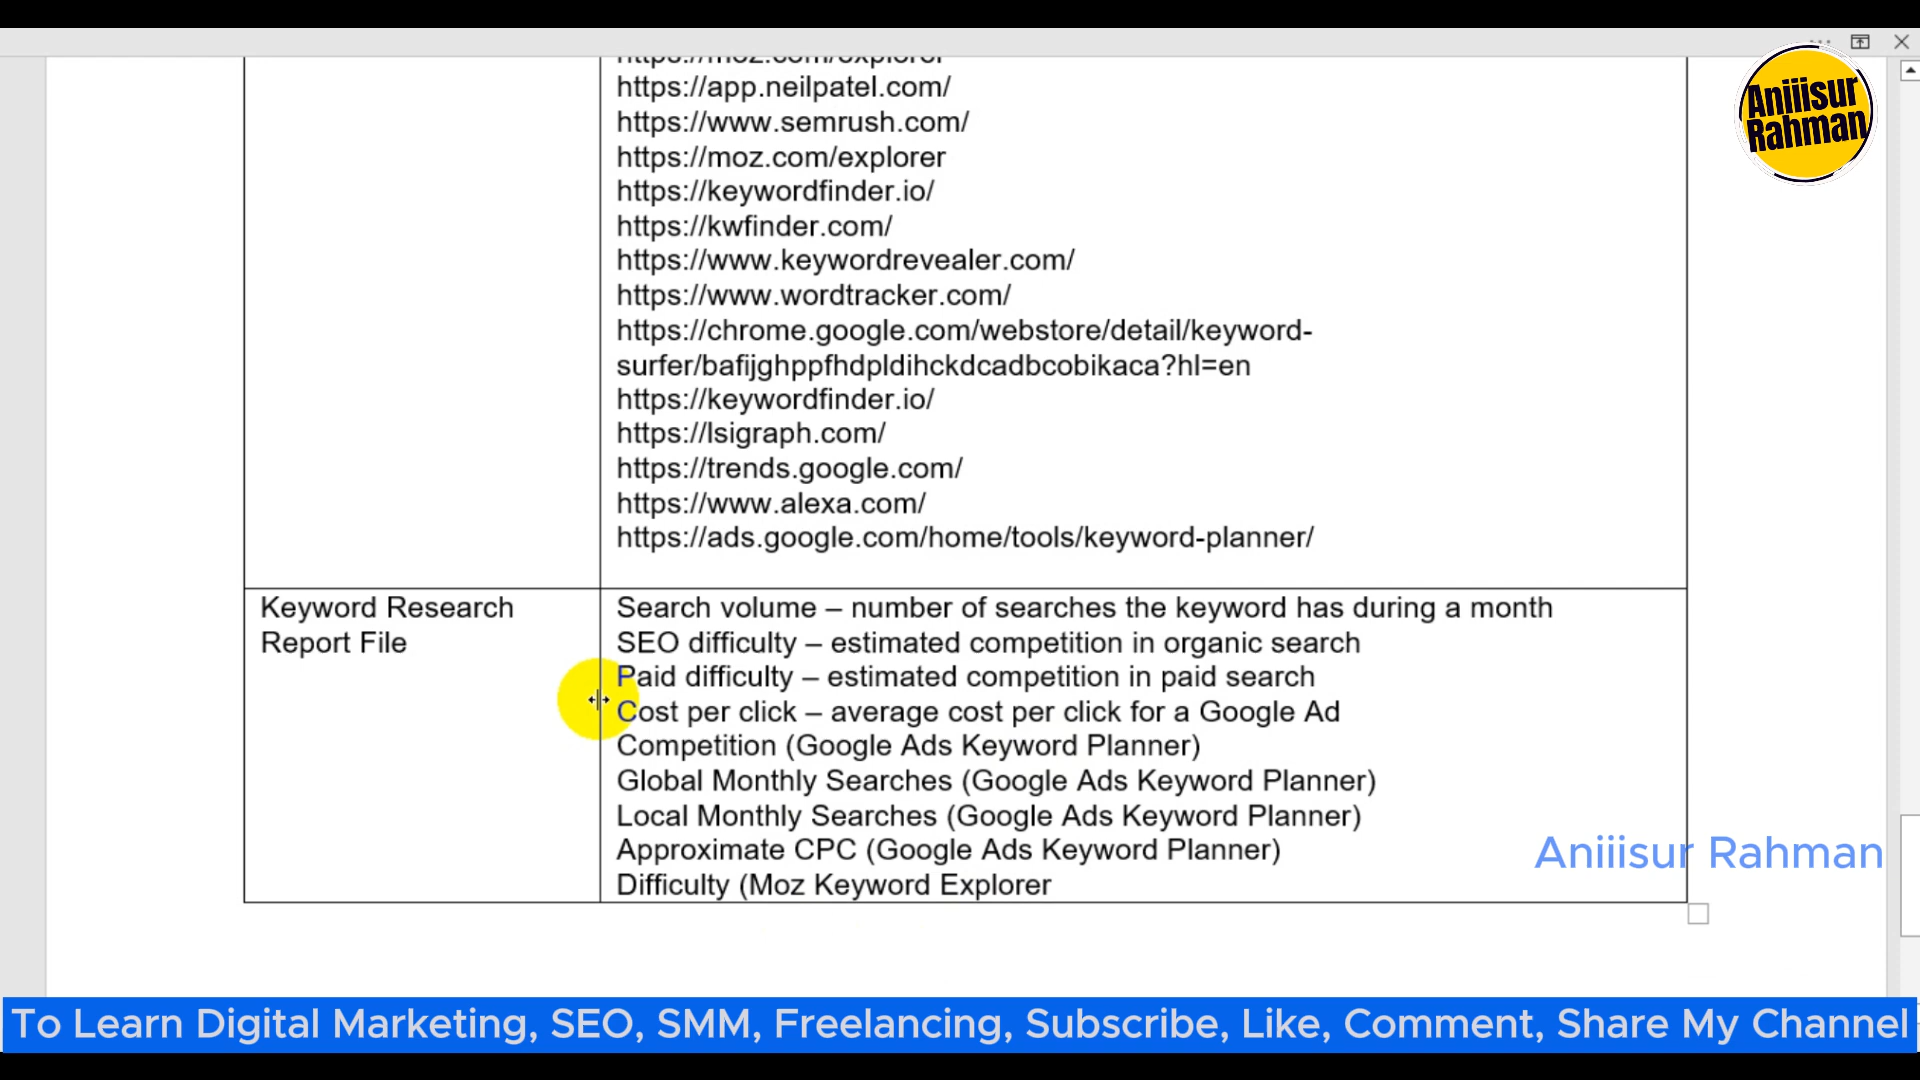 https://moz.com/explorer
https://app.neilpatel.com/
https://www.semrush.com/
https://moz.com/explorer
https://keywordfinder.io/
https://kwfinder.com/
https://www.keywordrevealer.com/
https://www.wordtracker.com/
https://chrome.google.com/webstore/detail/keyword-
surfer/bafijghppfhdpldihckdcadbcobikaca?hl=en
https://keywordfinder.io/
https://lsigraph.com/
https://trends.google.com/
https://www.alexa.com/
https://ads.google.com/home/tools/keyword-planner/
Keyword Research
Report File
Search volume – number of searches the keyword has during a month
SEO difficulty – estimated competition in organic search
Paid difficulty – estimated competition in paid search
Cost per click – average cost per click for a Google Ad
Competition (Google Ads Keyword Planner)
Global Monthly Searches (Google Ads Keyword Planner)
Local Monthly Searches (Google Ads Keyword Planner)
Approximate CPC (Google Ads Keyword Planner)
Difficulty (Moz Keyword Explorer
Aniiisur
Rahman
Aniiisur Rahman
To Learn Digital Marketing, SEO, SMM, Freelancing, Subscribe, Like, Comment, Share My Channel